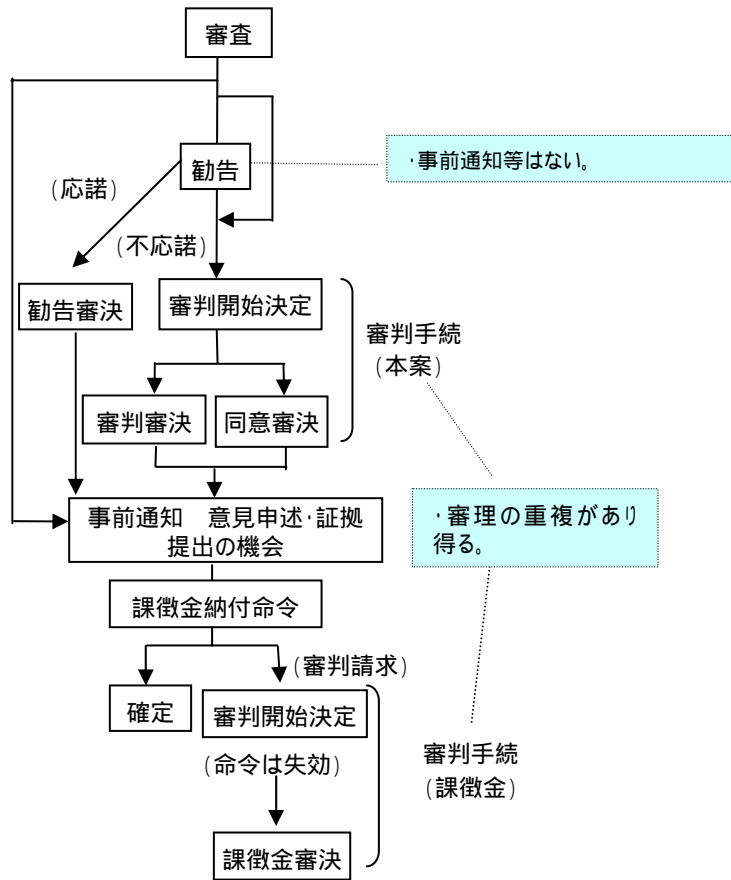 審査
勧告
･事前通知等はない。
(応諾)
(不応諾)
勧告審決
審判開始決定
審判手続
(本案)
審判審決
同意審決
事前通知　意見申述･証拠
提出の機会
･審理の重複があり
得る。
課徴金納付命令
(審判請求)
確定
審判開始決定
(命令は失効)
審判手続
(課徴金)
課徴金審決